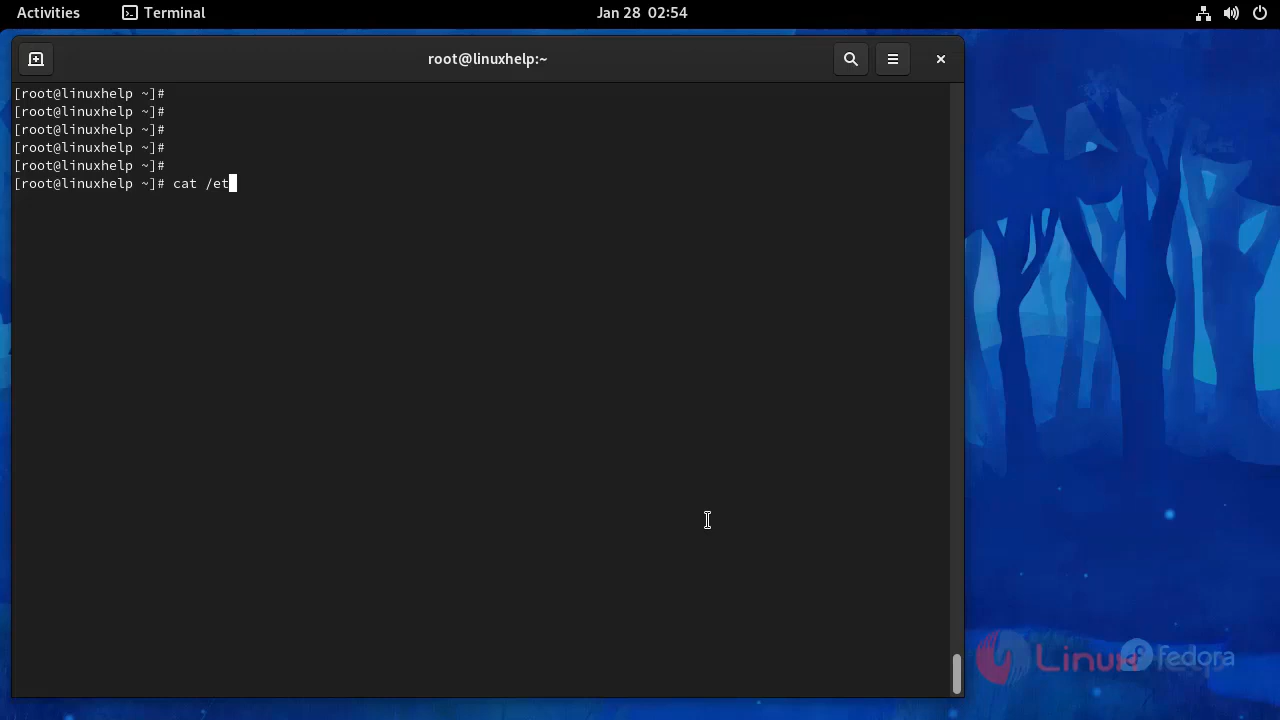 Activities
Terminal
Jan 28 02:54
root@linuxhelp:~
[root@linuxhelp ~]#
[root@linuxhelp ~]#
[root@linuxhelp ~]#
[root@linuxhelp ~]#
[root@linuxhelp ~]#
[root@linuxhelp ~]# cat /et
Linux
fedora